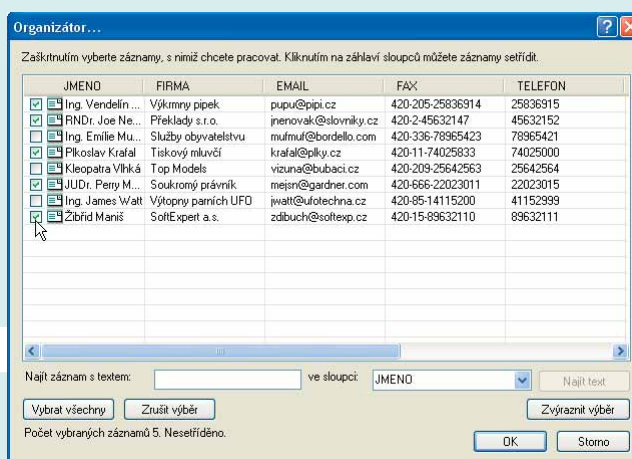 Organizátor...
Zaškrtnutím vyberte záznamy, s nimiž chcete pracovat. Kliknutím na záhlaví sloupců můžete záznamy setřídit.
JMENO FIRMA EMAIL FAX TELEFON
Ing. Vendelín ... Výkrmny pipek pupu@pipi.cz 420-205-25836914 25836915
RNDr. Joe Ne... Překlady s.r.o. jnenovak@slovniky.cz 420-2-45632147 45632152
Ing. Emílie Mu... Služby obyvatelstvu mufmuf@bordello.com 420-336-78965423 78965421
Plkoslav Krafal Tiskový mluvčí krafal@plky.cz 420-11-74025833 74025000
Kleopatra Vlhká Top Models vizuna@bubaci.cz 420-209-25642563 25642564
JUDr. Perry M... Soukromý právník mejsn@gardner.com 420-666-22023011 22023015
Ing. James Watt Výtopny parních UFO jwatt@ufotechna.cz 420-85-14115200 41152999
Žibřid Maniš SoftExpert a.s. zdibuch@softexp.cz 420-15-89632110 89632111
Najít záznam s textem: ve sloupci: JMENO Najít text
Vybrat všechny Zrušit výběr Zvýraznit výběr
Počet vybraných záznamů 5. Nesetříděno.
OK Storno